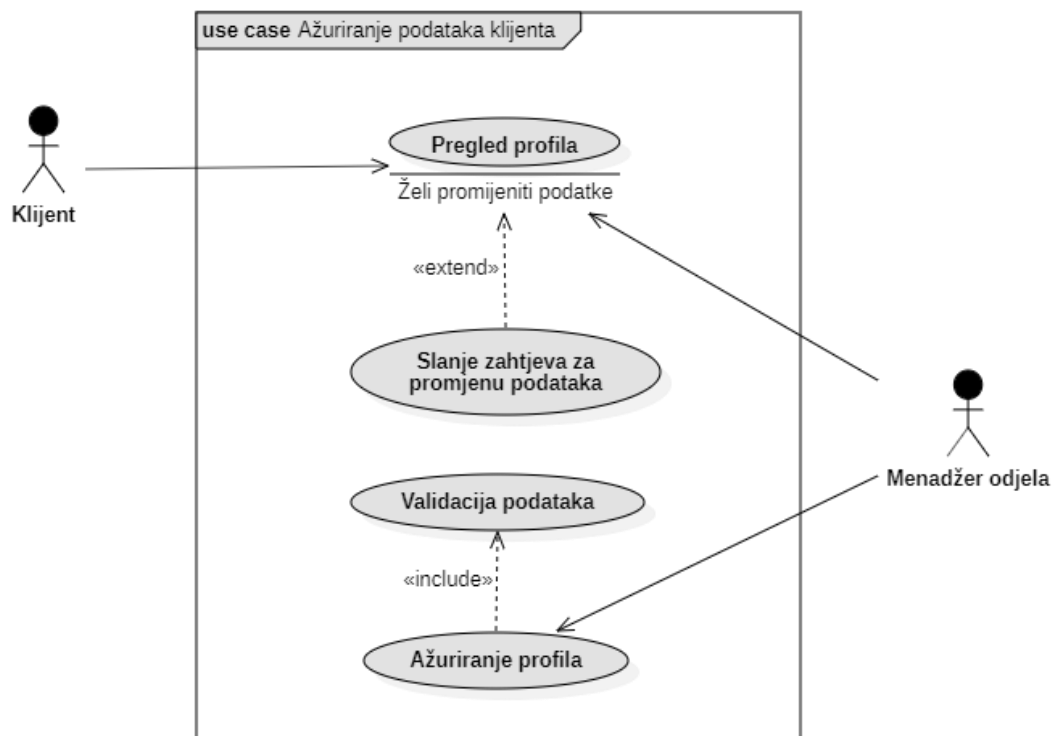 use case Ažuriranje podataka klijenta
Pregled profila
Želi promijeniti podatke
Klijent
«extend»
Slanje zahtjeva za
promjenu podataka
Menadžer odjela
Validacija podataka
«include»
Ažuriranje profila